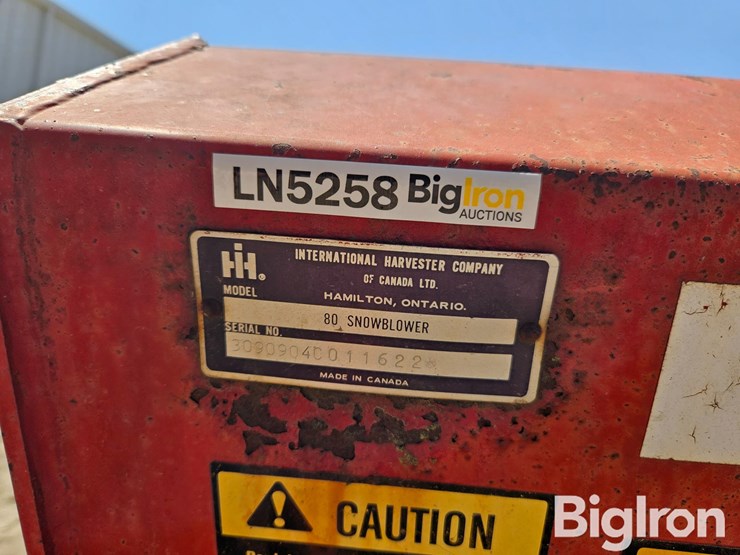 LN5258 BigIron
AUCTIONS
IH®
INTERNATIONAL HARVESTER COMPANY
OF CANADA LTD.
HAMILTON, ONTARIO.
MODEL
80 SNOWBLOWER
SERIAL NO.
MADE IN CANADA
CAUTION
BigIron